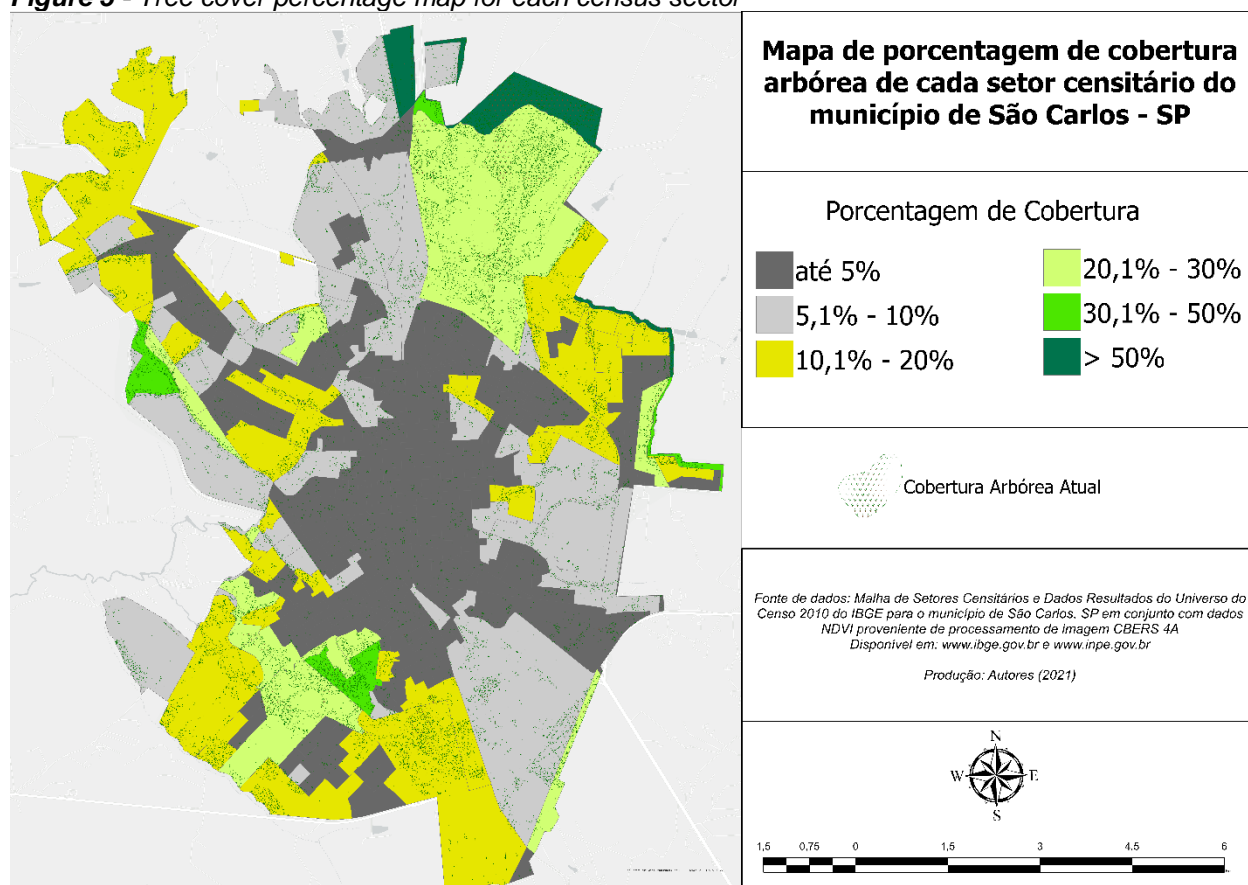 Figure 3 - Tree cover percentage map for each census sector
Mapa de porcentagem de cobertura
arbórea de cada setor censitário do
município de São Carlos - SP
Porcentagem de Cobertura
até 5%
5,1% - 10%
10,1% - 20%
20,1% - 30%
30,1% - 50%
> 50%
Cobertura Arbórea Atual
Fonte de dados: Malha de Setores Censitários e Dados Resultados do Universo do
Censo 2010 do IBGE para o município de São Carlos. SP em conjunto com dados
NDVI proveniente de processamento de imagem CBERS 4A
Disponível em: www.ibge.gov.br e www.inpe.gov.br
Produção: Autores (2021)
N
W E
S
1,5 0,75 0 1,5 3 4,5 6